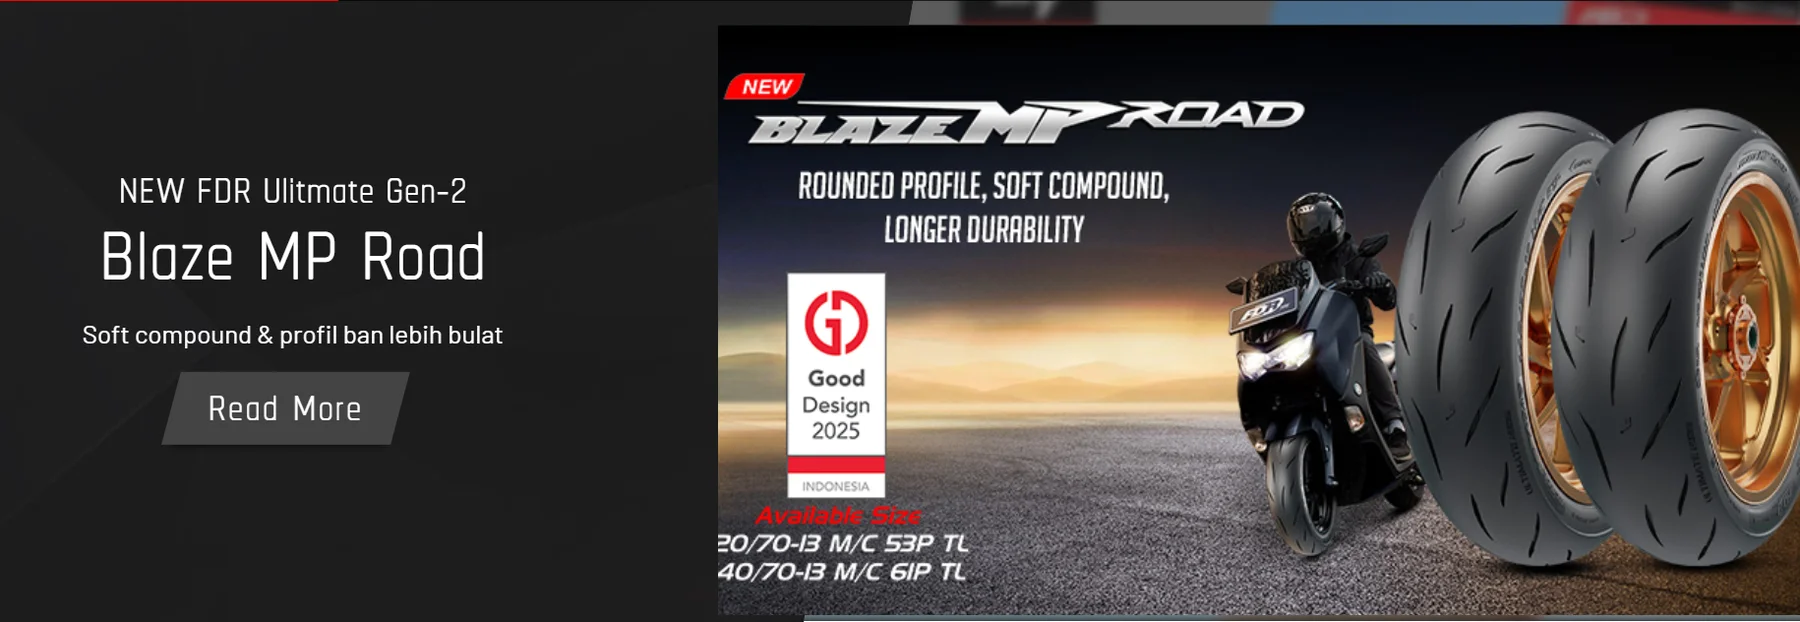 NEW FDR Ulitmate Gen-2
Blaze MP Road
Soft compound & profil ban lebih bulat
Read More
NEW
BLAZE MP ROAD
ROUNDED PROFILE, SOFT COMPOUND,
LONGER DURABILITY
Good
Design
2025
INDONESIA
Available Size
20/70-13 M/C 53P TL
40/70-13 M/C 61P TL
FDR